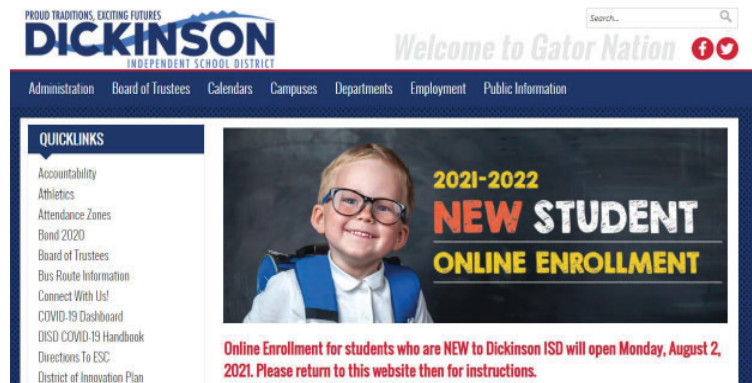 PROUD TRADITIONS, EXCITING FUTURES
DICKINSON
INDEPENDENT SCHOOL DISTRICT
Search...
Welcome to Gator Nation
Administration Board of Trustees Calendars Campuses Departments Employment Public Information
QUICKLINKS
Accountability
Athletics
Attendance Zones
Bond 2020
Board of Trustees
Bus Route Information
Connect With Us!
COVID-19 Dashboard
DISD COVID-19 Handbook
Directions To ESC
District of Innovation Plan
2021-2022
NEW STUDENT
ONLINE ENROLLMENT
Online Enrollment for students who are NEW to Dickinson ISD will open Monday, August 2,
2021. Please return to this website then for instructions.